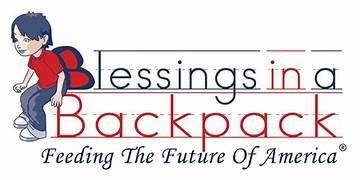 Blessings in a
Backpack
Feeding The Future Of America®